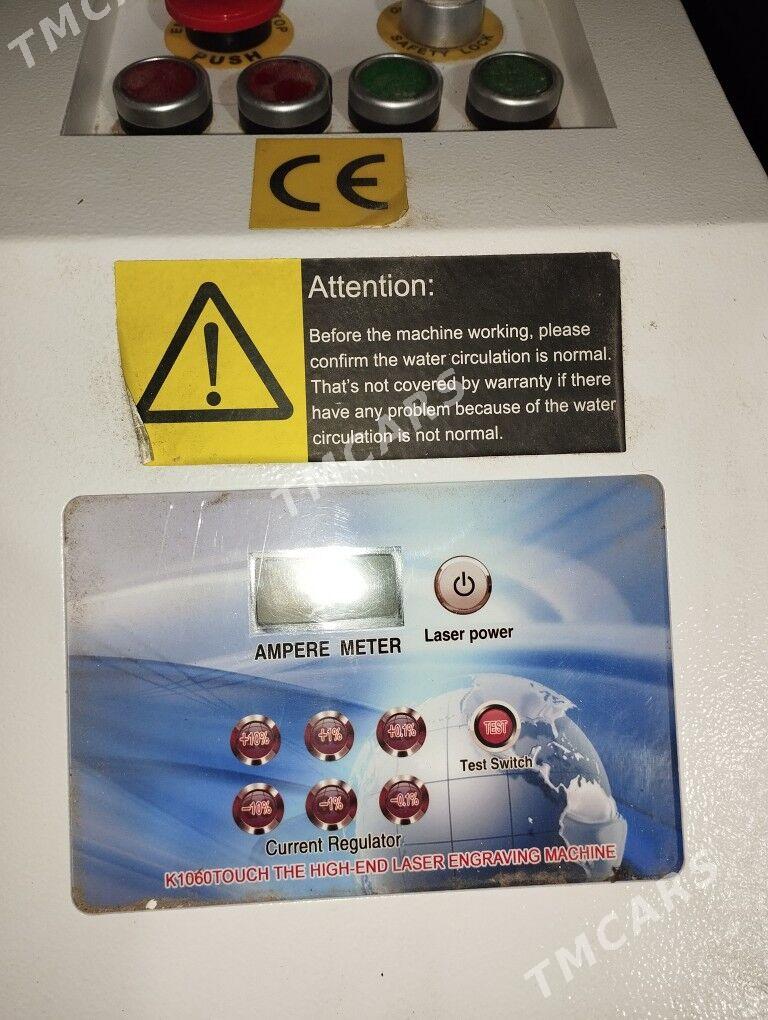 TMCARS
PUSH
SAFETY LOCK
CE
Attention:
Before the machine working, please
confirm the water circulation is normal.
That's not covered by warranty if there
have any problem because of the water
circulation is not normal.
TMCARS
AMPERE METER
Laser power
+10% +1% +0.1% TEST
Test Switch
-10% -1% -0.1%
Current Regulator
K1060TOUCH THE HIGH-END LASER ENGRAVING MACHINE
TMCARS